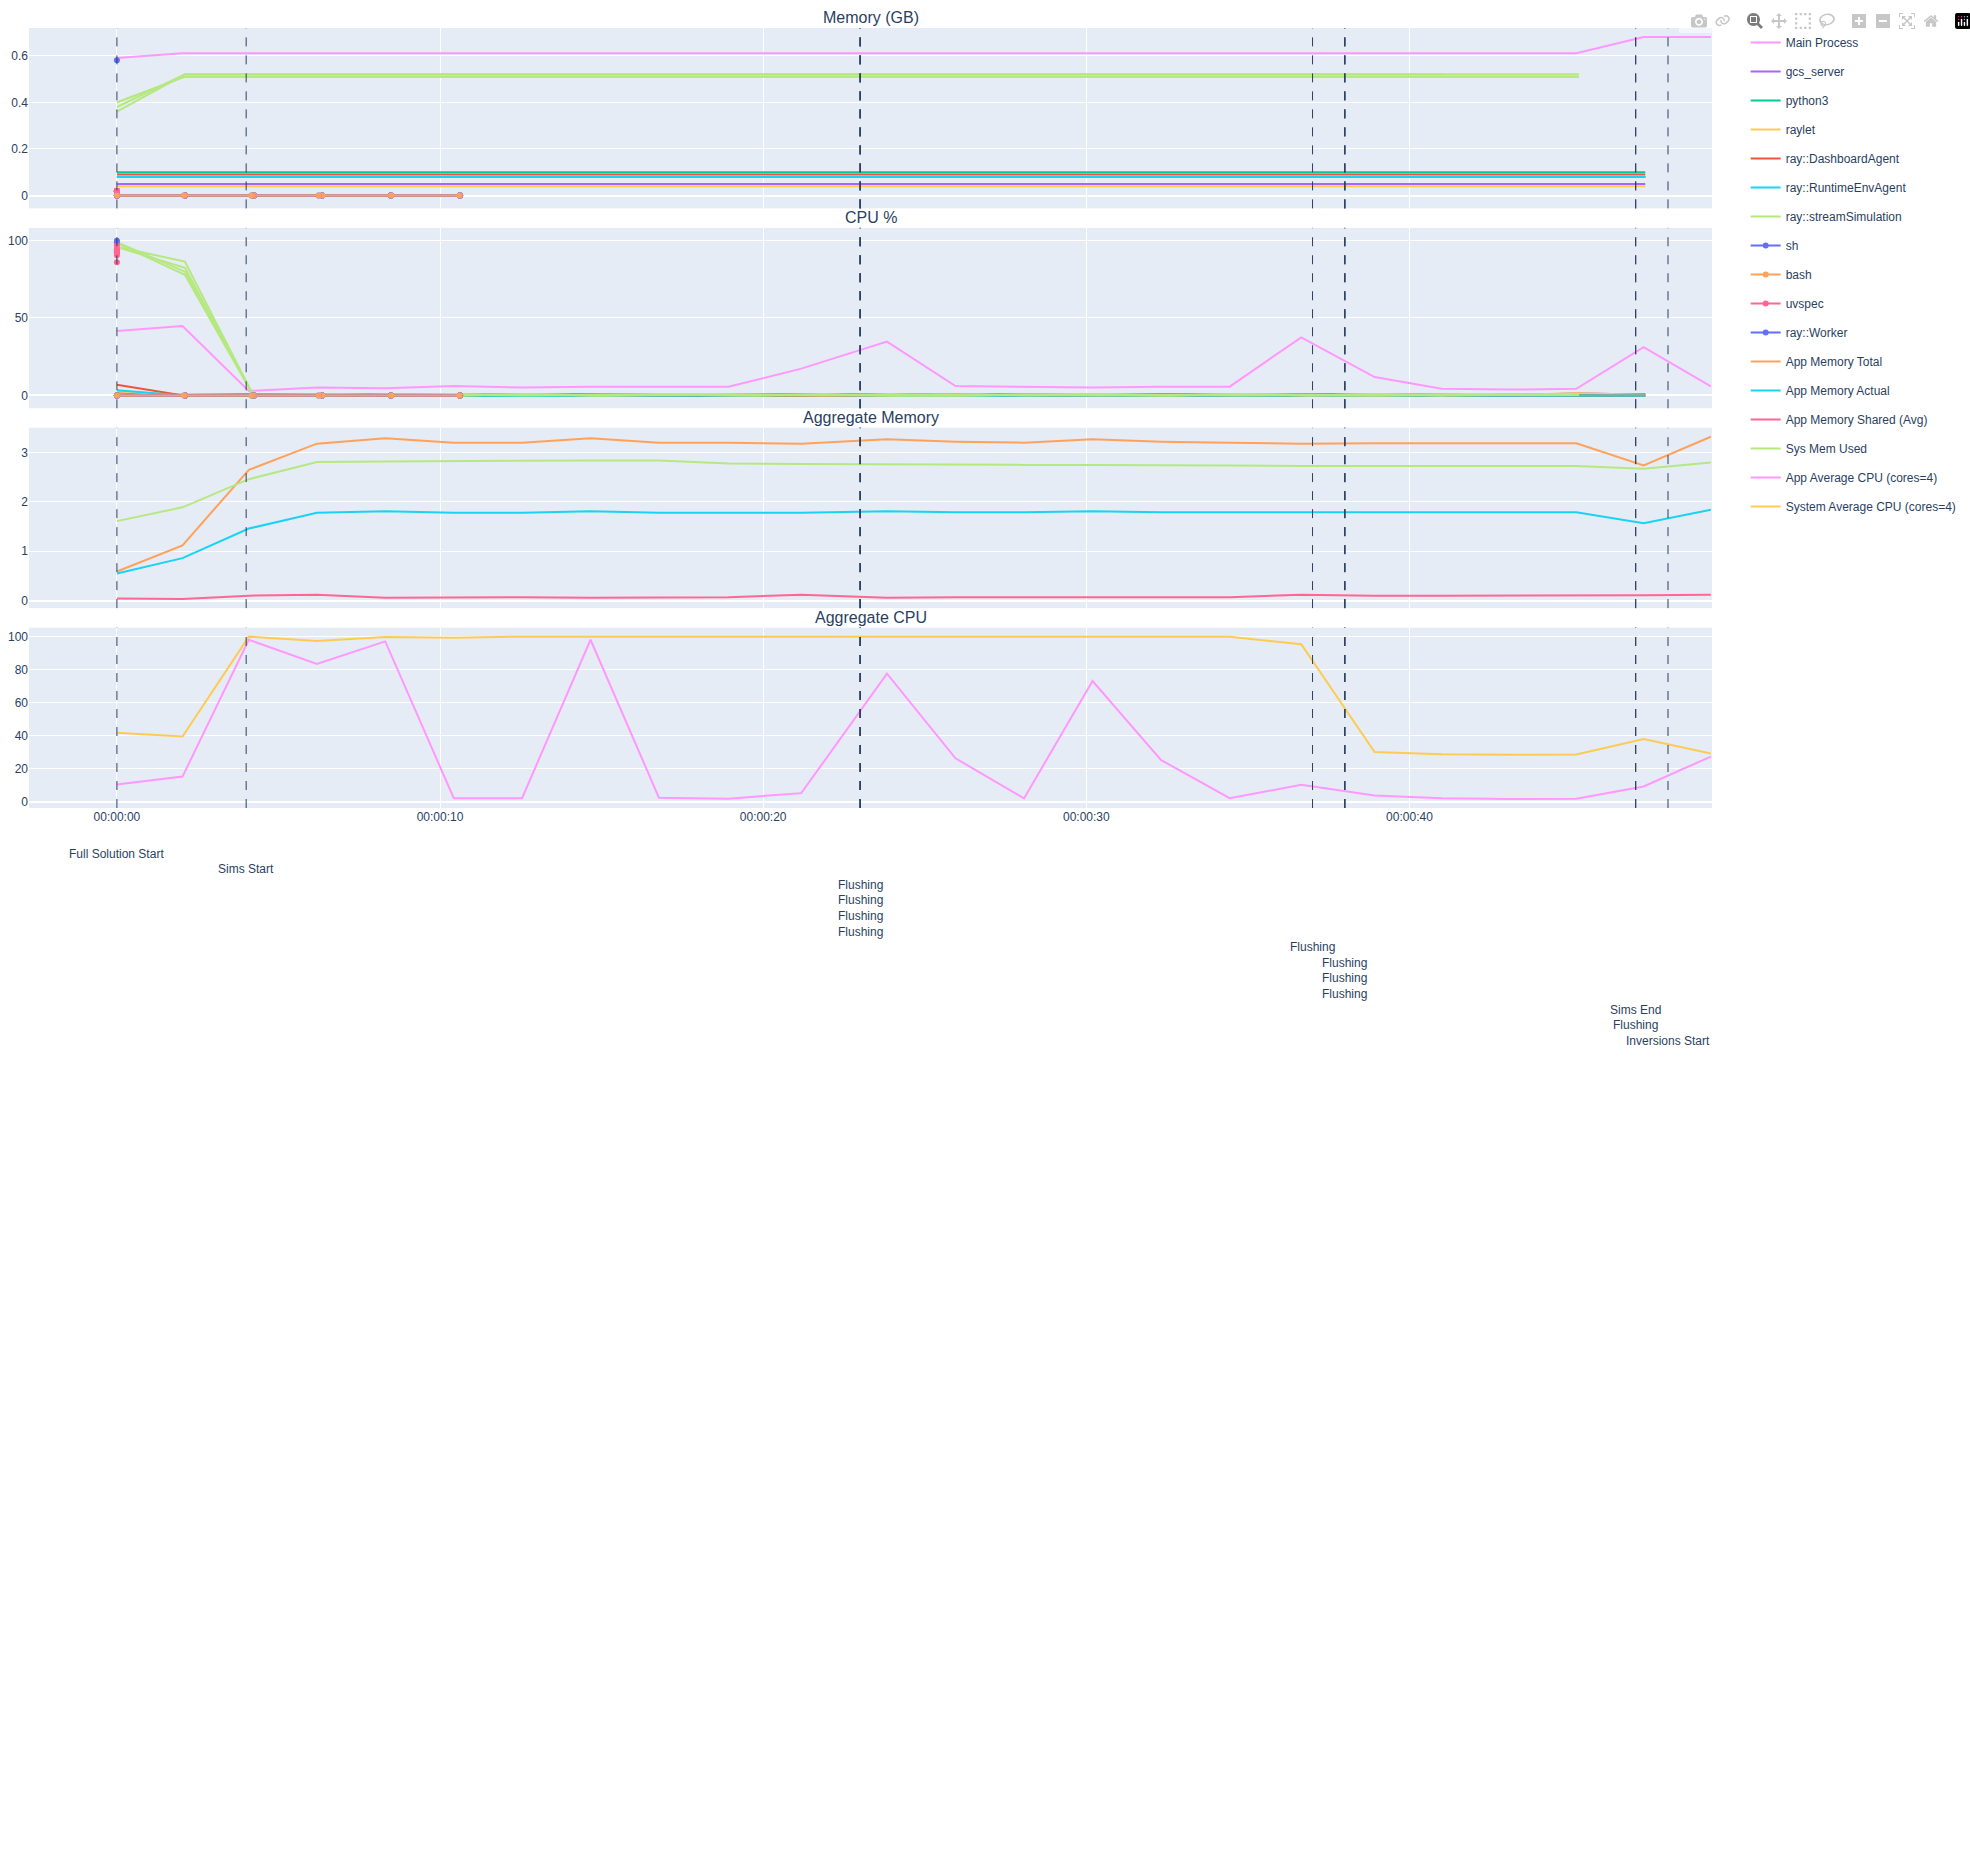 Memory (GB)
0.6
0.4
0.2
0
CPU %
100
50
0
Aggregate Memory
3
2
1
0
Aggregate CPU
100
80
60
40
20
0
00:00:00 00:00:10 00:00:20 00:00:30 00:00:40
Full Solution Start
Sims Start
Flushing
Flushing
Flushing
Flushing
Flushing
Flushing
Flushing
Flushing
Sims End
Flushing
Inversions Start
Main Process
gcs_server
python3
raylet
ray::DashboardAgent
ray::RuntimeEnvAgent
ray::streamSimulation
sh
bash
uvspec
ray::Worker
App Memory Total
App Memory Actual
App Memory Shared (Avg)
Sys Mem Used
App Average CPU (cores=4)
System Average CPU (cores=4)